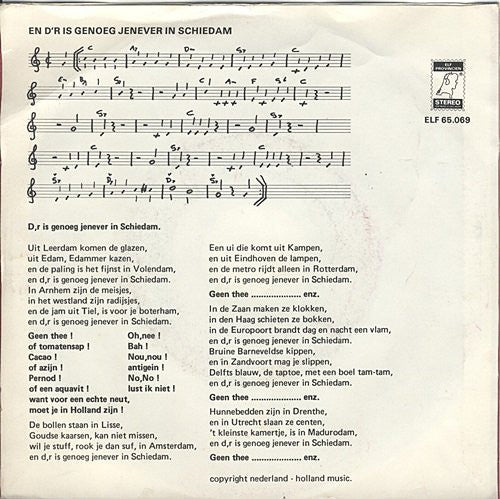 EN D'R IS GENOEG JENEVER IN SCHIEDAM
ELF
PROVINCIEN
STEREO
ELF 65.069
D,r is genoeg jenever in Schiedam.
Uit Leerdam komen de glazen,
uit Edam, Edammer kazen,
en de paling is het fijnst in Volendam,
en d,r is genoeg jenever in Schiedam.
In Arnhem zijn de meisjes,
in het westland zijn radijsjes,
en de jam uit Tiel, is voor je boterham,
en d,r is genoeg jenever in Schiedam.
Geen thee ! Oh,nee !
of tomatensap ! Bah !
Cacao ! Nou,nou !
of azijn ! antigein !
Pernod ! No,No !
of een aquavit ! lust ik niet !
want voor een echte neut,
moet je in Holland zijn !
De bollen staan in Lisse,
Goudse kaarsen, kan niet missen,
wil je stuff, rook je dan suf, in Amsterdam,
en d,r is genoeg jenever in Schiedam.
Een ui die komt uit Kampen,
en uit Eindhoven de lampen,
en de metro rijdt alleen in Rotterdam,
en d,r is genoeg jenever in Schiedam.
Geen thee ..................... enz.
In de Zaan maken ze klokken,
in den Haag schieten ze bokken,
in de Europoort brandt dag en nacht een vlam,
en d,r is genoeg jenever in Schiedam.
Bruine Barneveldse kippen,
en in Zandvoort mag je slippen,
Delfts blauw, de taptoe, met een boel tam-tam,
en d,r is genoeg jenever in Schiedam.
Geen thee ..................... enz.
Hunnebedden zijn in Drenthe,
en in Utrecht slaan ze centen,
't kleinste kamertje, is in Madurodam,
en d,r is genoeg jenever in Schiedam.
Geen thee ..................... enz.
copyright nederland - holland music.